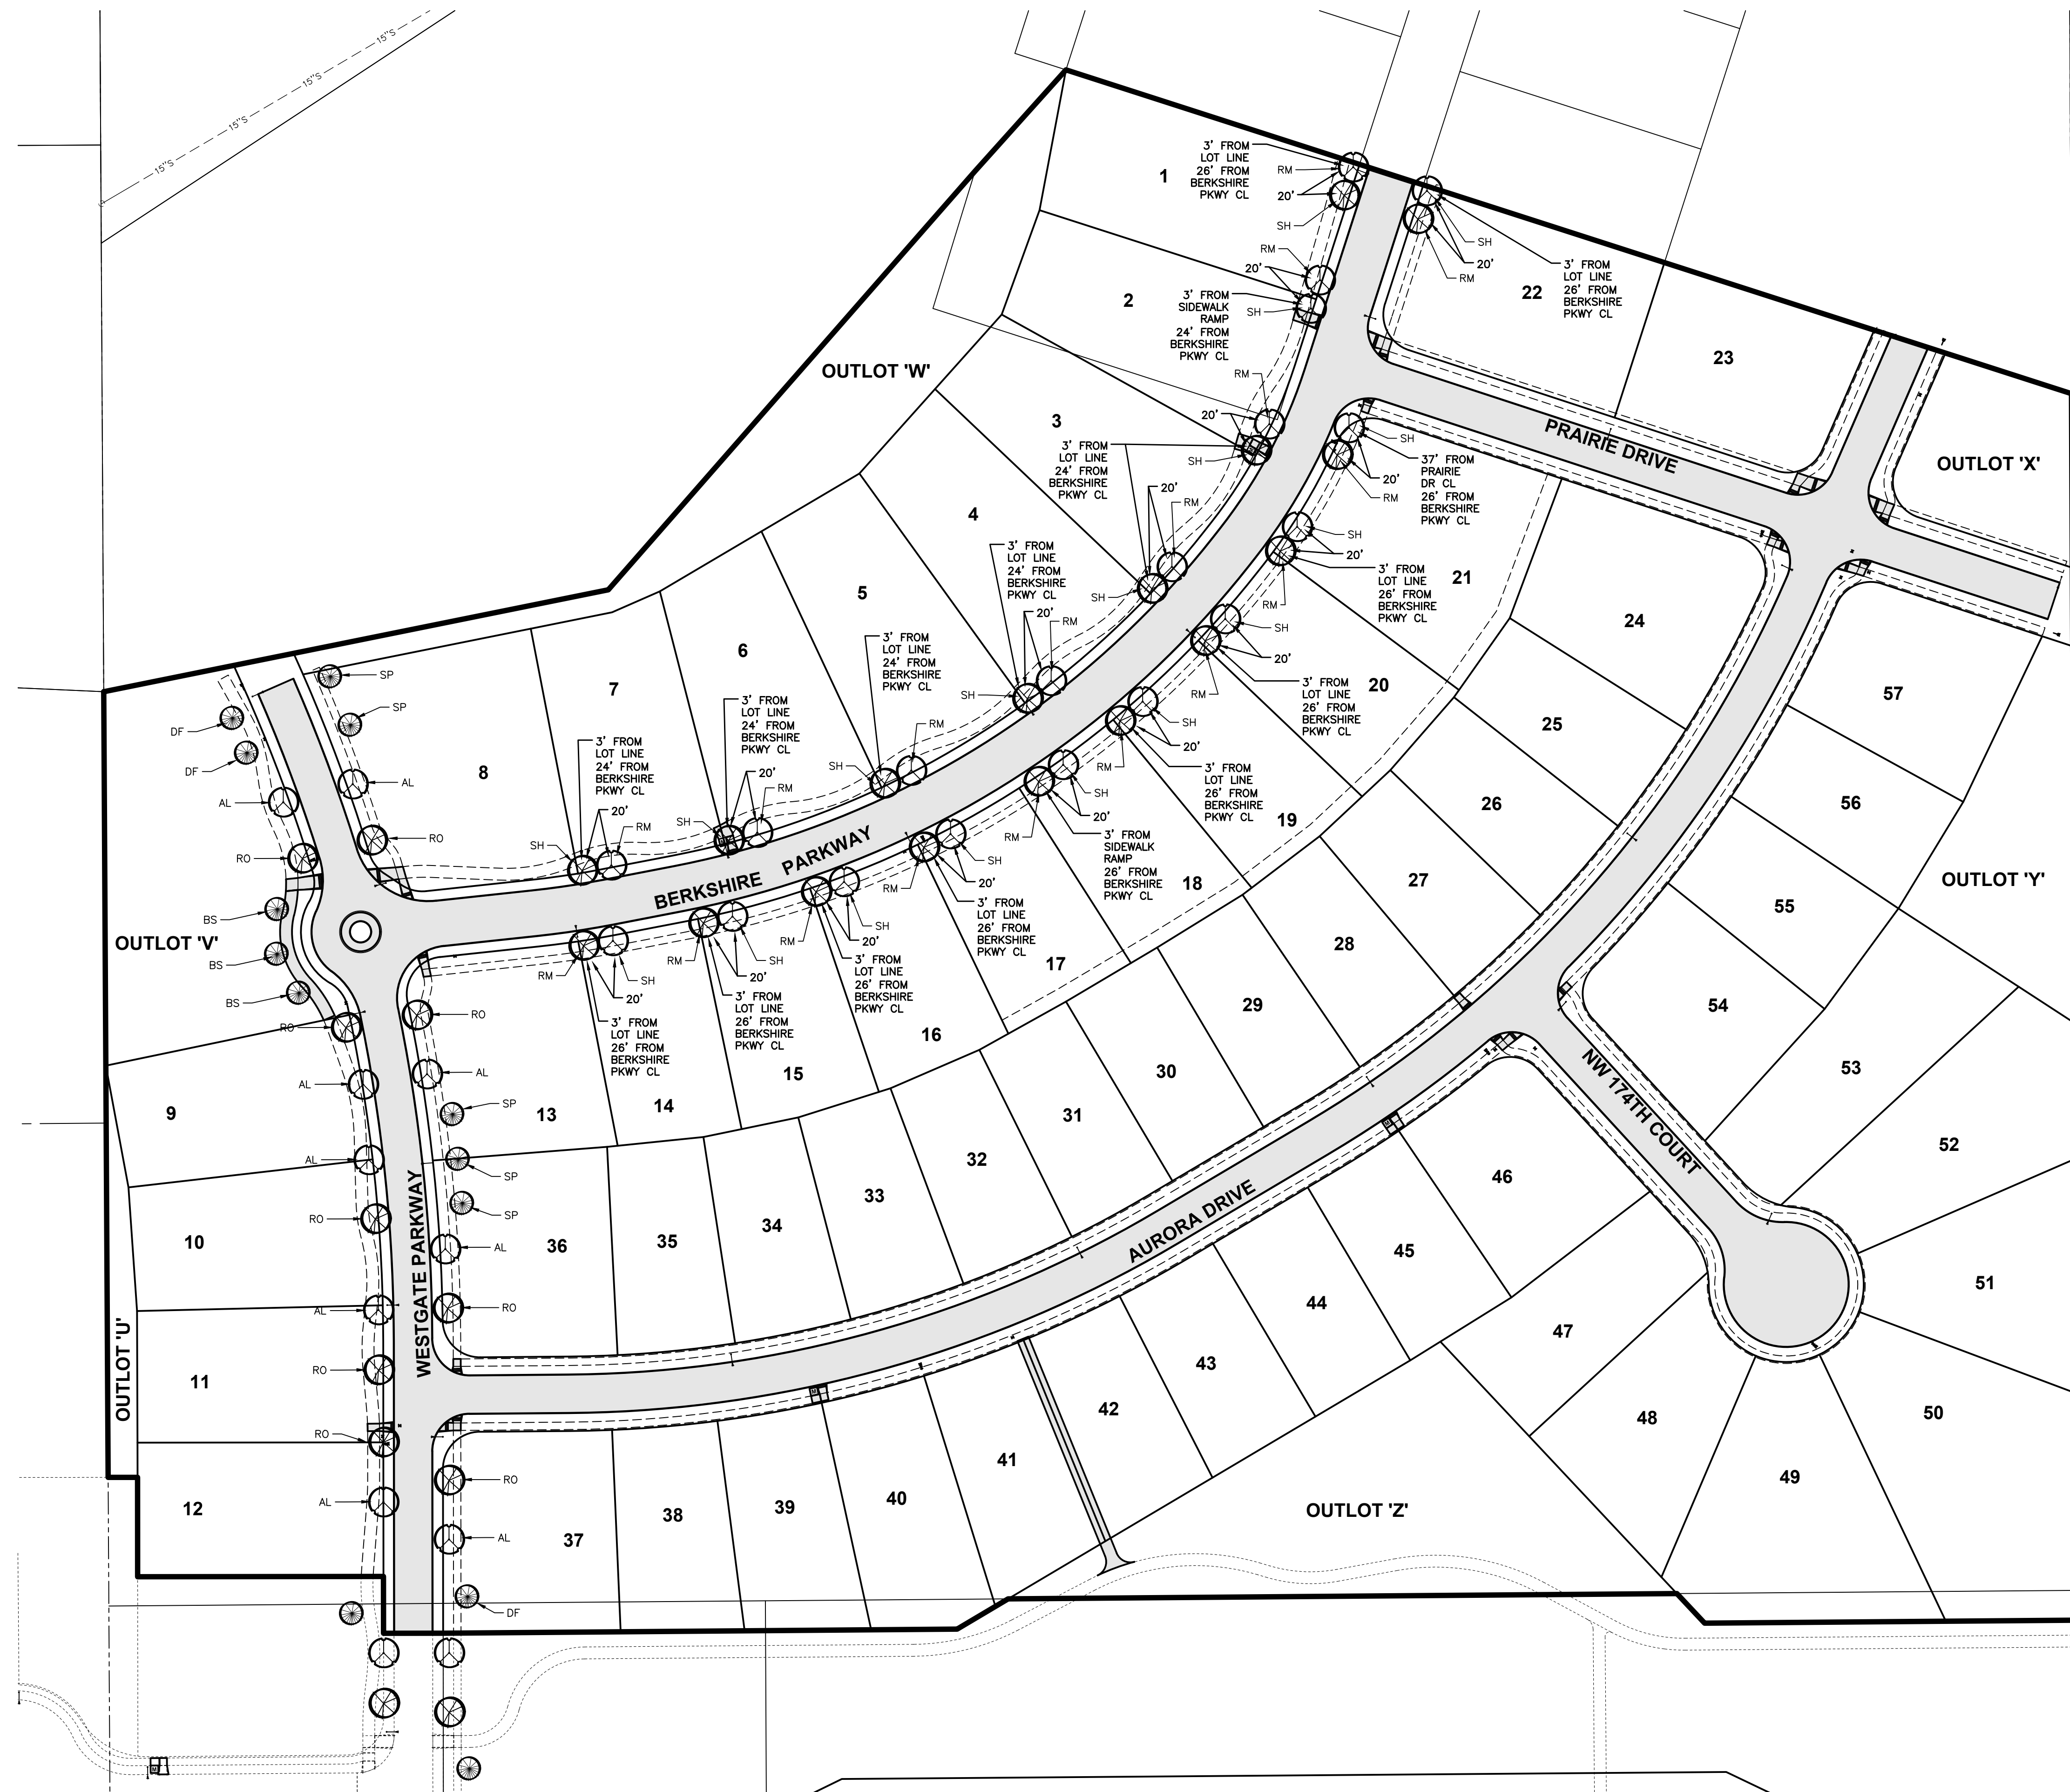 15"S
15"S
15"S
15"S
3' FROM
LOT LINE
26' FROM
BERKSHIRE
PKWY CL
1
RM
20'
SH
RM
20'
SH
3' FROM
SIDEWALK
RAMP
24' FROM
BERKSHIRE
PKWY CL
2
SH
20'
RM
3' FROM
LOT LINE
26' FROM
BERKSHIRE
PKWY CL
22
23
OUTLOT 'W'
RM
20'
SH
3
3' FROM
LOT LINE
24' FROM
BERKSHIRE
PKWY CL
SH
20'
RM
37' FROM
PRAIRIE
DR CL
26' FROM
BERKSHIRE
PKWY CL
PRAIRIE DRIVE
OUTLOT 'X'
20'
RM
SH
4
3' FROM
LOT LINE
24' FROM
BERKSHIRE
PKWY CL
SH
20'
RM
3' FROM
LOT LINE
26' FROM
BERKSHIRE
PKWY CL
21
24
5
20'
RM
SH
3' FROM
LOT LINE
24' FROM
BERKSHIRE
PKWY CL
SH
20'
RM
3' FROM
LOT LINE
26' FROM
BERKSHIRE
PKWY CL
20
25
57
6
7
8
3' FROM
LOT LINE
24' FROM
BERKSHIRE
PKWY CL
3' FROM
LOT LINE
24' FROM
BERKSHIRE
PKWY CL
RM
SH
20'
RM
SH
20'
RM
SH
SH
20'
RM
3' FROM
LOT LINE
26' FROM
BERKSHIRE
PKWY CL
19
26
56
SH
20'
RM
3' FROM
SIDEWALK
RAMP
26' FROM
BERKSHIRE
PKWY CL
18
27
55
OUTLOT 'Y'
SP
SP
DF
DF
AL
AL
RO
RO
BS
BS
BS
OUTLOT 'V'
BERKSHIRE PARKWAY
SH
20'
RM
3' FROM
LOT LINE
26' FROM
BERKSHIRE
PKWY CL
17
28
SH
20'
RM
3' FROM
LOT LINE
26' FROM
BERKSHIRE
PKWY CL
16
29
54
SH
20'
RM
3' FROM
LOT LINE
26' FROM
BERKSHIRE
PKWY CL
15
30
53
SH
20'
RM
3' FROM
LOT LINE
26' FROM
BERKSHIRE
PKWY CL
14
13
31
RO
RO
AL
AL
SP
9
AL
SP
SP
RO
10
AL
AL
RO
WESTGATE PARKWAY
36
35
34
33
32
NW 174TH COURT
52
46
45
51
AURORA DRIVE
44
43
47
OUTLOT 'U'
11
RO
RO
RO
12
AL
AL
DF
37
38
39
40
41
42
48
50
49
OUTLOT 'Z'